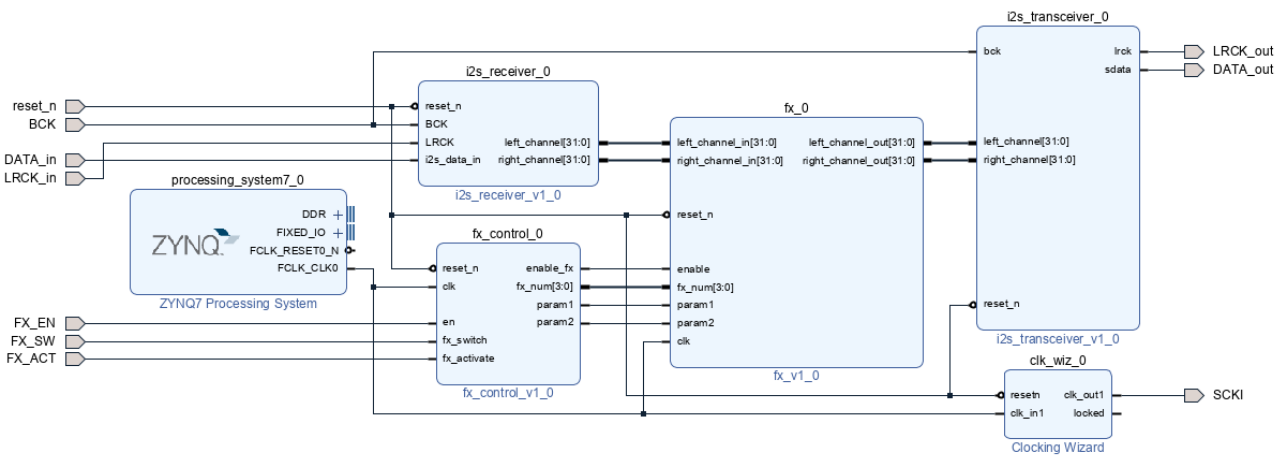 i2s_transceiver_0
bck
lrck
LRCK_out
sdata
DATA_out
left_channel[31:0]
right_channel[31:0]
reset_n
i2s_transceiver_v1_0
i2s_receiver_0
reset_n
reset_n
BCK
BCK
LRCK
left_channel[31:0]
DATA_in
i2s_data_in
right_channel[31:0]
LRCK_in
i2s_receiver_v1_0
fx_0
left_channel_in[31:0]
left_channel_out[31:0]
right_channel_in[31:0]
right_channel_out[31:0]
reset_n
enable
fx_num[3:0]
param1
param2
clk
fx_v1_0
processing_system7_0
DDR
ZYNQ
FIXED_IO
FCLK_RESET0_N
FCLK_CLK0
ZYNQ7 Processing System
fx_control_0
reset_n
enable_fx
clk
fx_num[3:0]
param1
FX_EN
en
param2
FX_SW
fx_switch
FX_ACT
fx_activate
fx_control_v1_0
clk_wiz_0
resetn
clk_out1
SCKI
clk_in1
locked
Clocking Wizard